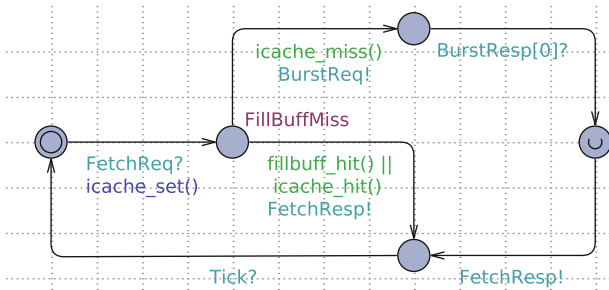 icache_miss()
BurstReq!
BurstResp[0]?
FillBuffMiss
FetchReq?
icache_set()
fillbuff_hit() ||
icache_hit()
FetchResp!
Tick?
FetchResp!